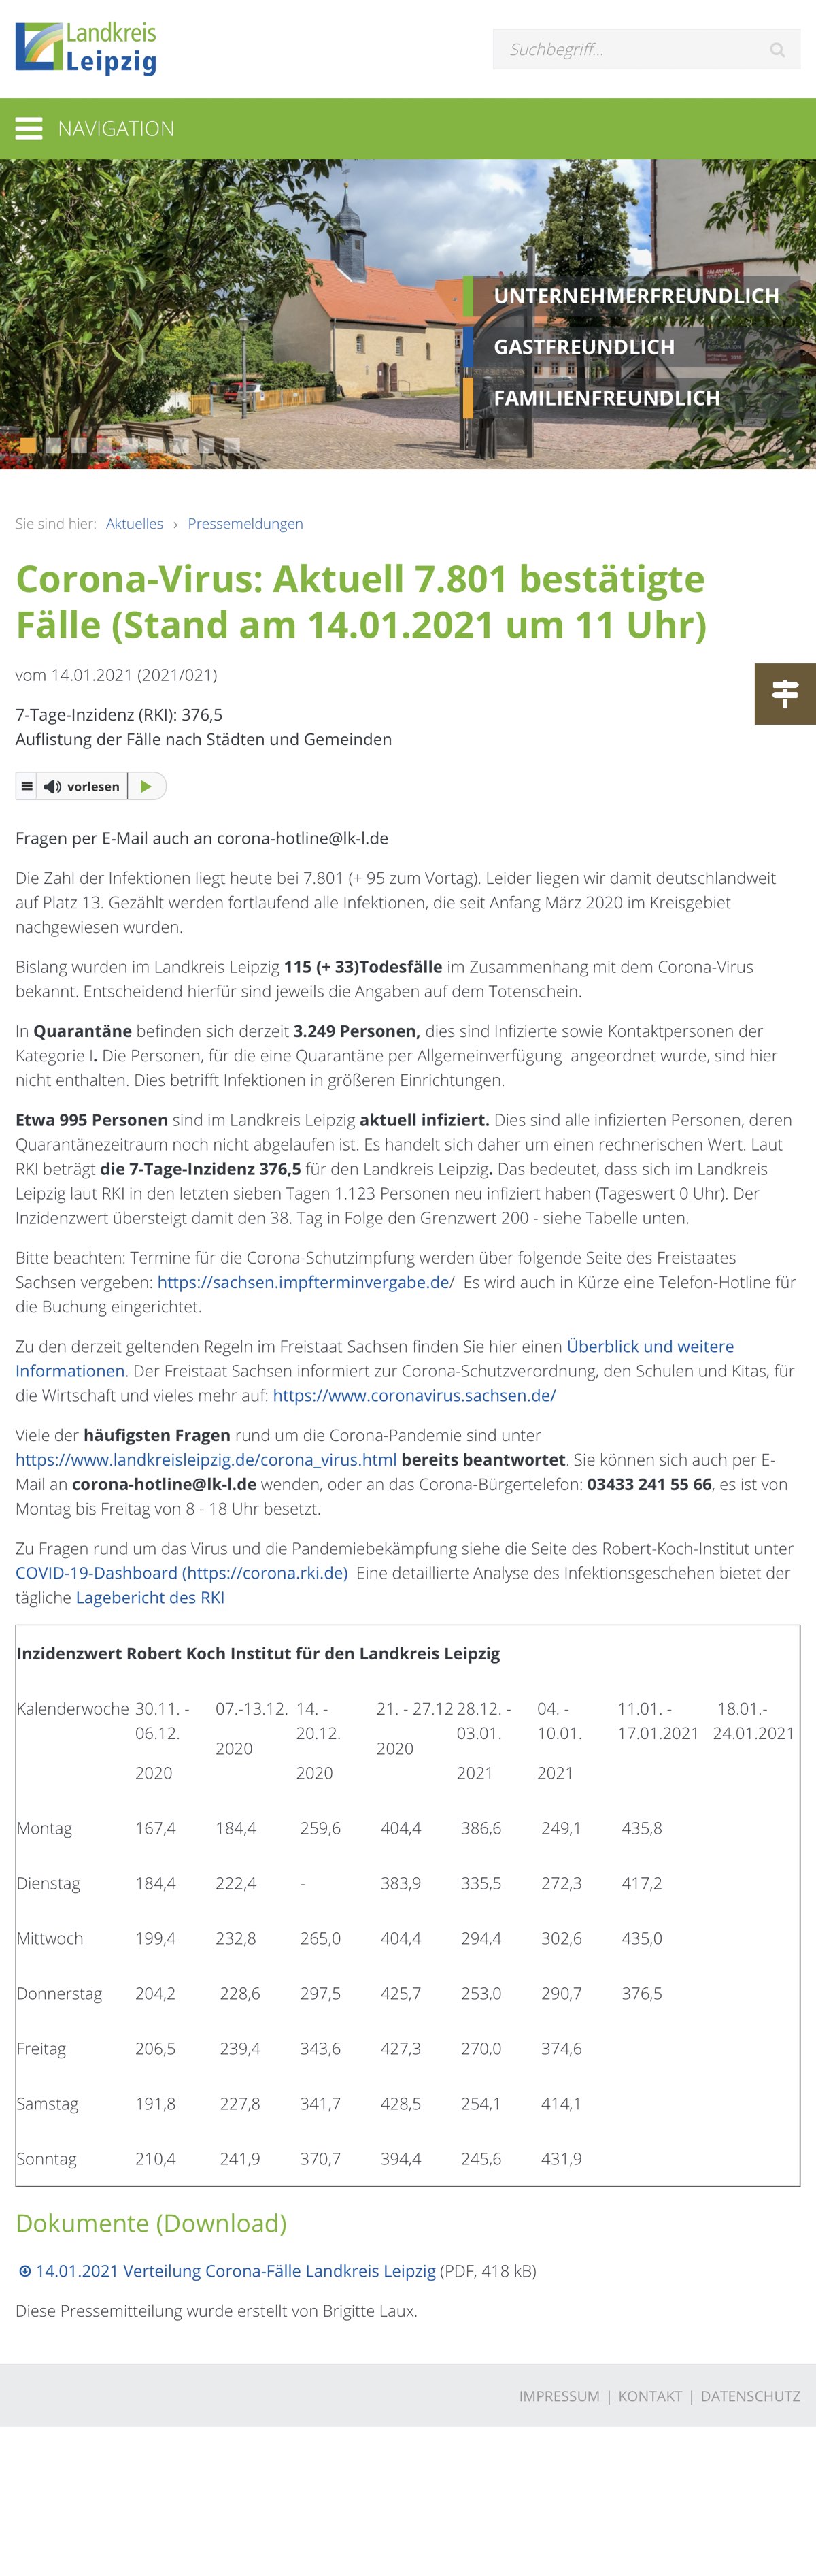 Landkreis
Leipzig
Suchbegriff...
NAVIGATION
UNTERNEHMERFREUNDLICH
GASTFREUNDLICH
FAMILIENFREUNDLICH
Sie sind hier: Aktuelles › Pressemeldungen
Corona-Virus: Aktuell 7.801 bestätigte
Fälle (Stand am 14.01.2021 um 11 Uhr)
vom 14.01.2021 (2021/021)
7-Tage-Inzidenz (RKI): 376,5
Auflistung der Fälle nach Städten und Gemeinden
vorlesen
Fragen per E-Mail auch an corona-hotline@lk-l.de
Die Zahl der Infektionen liegt heute bei 7.801 (+ 95 zum Vortag). Leider liegen wir damit deutschlandweit
auf Platz 13. Gezählt werden fortlaufend alle Infektionen, die seit Anfang März 2020 im Kreisgebiet
nachgewiesen wurden.
Bislang wurden im Landkreis Leipzig 115 (+ 33)Todesfälle im Zusammenhang mit dem Corona-Virus
bekannt. Entscheidend hierfür sind jeweils die Angaben auf dem Totenschein.
In Quarantäne befinden sich derzeit 3.249 Personen, dies sind Infizierte sowie Kontaktpersonen der
Kategorie I. Die Personen, für die eine Quarantäne per Allgemeinverfügung angeordnet wurde, sind hier
nicht enthalten. Dies betrifft Infektionen in größeren Einrichtungen.
Etwa 995 Personen sind im Landkreis Leipzig aktuell infiziert. Dies sind alle infizierten Personen, deren
Quarantänezeitraum noch nicht abgelaufen ist. Es handelt sich daher um einen rechnerischen Wert. Laut
RKI beträgt die 7-Tage-Inzidenz 376,5 für den Landkreis Leipzig. Das bedeutet, dass sich im Landkreis
Leipzig laut RKI in den letzten sieben Tagen 1.123 Personen neu infiziert haben (Tageswert 0 Uhr). Der
Inzidenzwert übersteigt damit den 38. Tag in Folge den Grenzwert 200 - siehe Tabelle unten.
Bitte beachten: Termine für die Corona-Schutzimpfung werden über folgende Seite des Freistaates
Sachsen vergeben: https://sachsen.impfterminvergabe.de/ Es wird auch in Kürze eine Telefon-Hotline für
die Buchung eingerichtet.
Zu den derzeit geltenden Regeln im Freistaat Sachsen finden Sie hier einen Überblick und weitere
Informationen. Der Freistaat Sachsen informiert zur Corona-Schutzverordnung, den Schulen und Kitas, für
die Wirtschaft und vieles mehr auf: https://www.coronavirus.sachsen.de/
Viele der häufigsten Fragen rund um die Corona-Pandemie sind unter
https://www.landkreisleipzig.de/corona_virus.html bereits beantwortet. Sie können sich auch per E-
Mail an corona-hotline@lk-l.de wenden, oder an das Corona-Bürgertelefon: 03433 241 55 66, es ist von
Montag bis Freitag von 8 - 18 Uhr besetzt.
Zu Fragen rund um das Virus und die Pandemiebekämpfung siehe die Seite des Robert-Koch-Institut unter
COVID-19-Dashboard (https://corona.rki.de) Eine detaillierte Analyse des Infektionsgeschehen bietet der
tägliche Lagebericht des RKI
Inzidenzwert Robert Koch Institut für den Landkreis Leipzig
Kalenderwoche 30.11. - 07.-13.12. 14. - 21. - 27.12 28.12. - 04. - 11.01. - 18.01.-
06.12. 20.12. 03.01. 10.01. 17.01.2021 24.01.2021
2020 2020
2020 2020 2021 2021
Montag 167,4 184,4 259,6 404,4 386,6 249,1 435,8
Dienstag 184,4 222,4 - 383,9 335,5 272,3 417,2
Mittwoch 199,4 232,8 265,0 404,4 294,4 302,6 435,0
Donnerstag 204,2 228,6 297,5 425,7 253,0 290,7 376,5
Freitag 206,5 239,4 343,6 427,3 270,0 374,6
Samstag 191,8 227,8 341,7 428,5 254,1 414,1
Sonntag 210,4 241,9 370,7 394,4 245,6 431,9
Dokumente (Download)
14.01.2021 Verteilung Corona-Fälle Landkreis Leipzig (PDF, 418 kB)
Diese Pressemitteilung wurde erstellt von Brigitte Laux.
IMPRESSUM | KONTAKT | DATENSCHUTZ